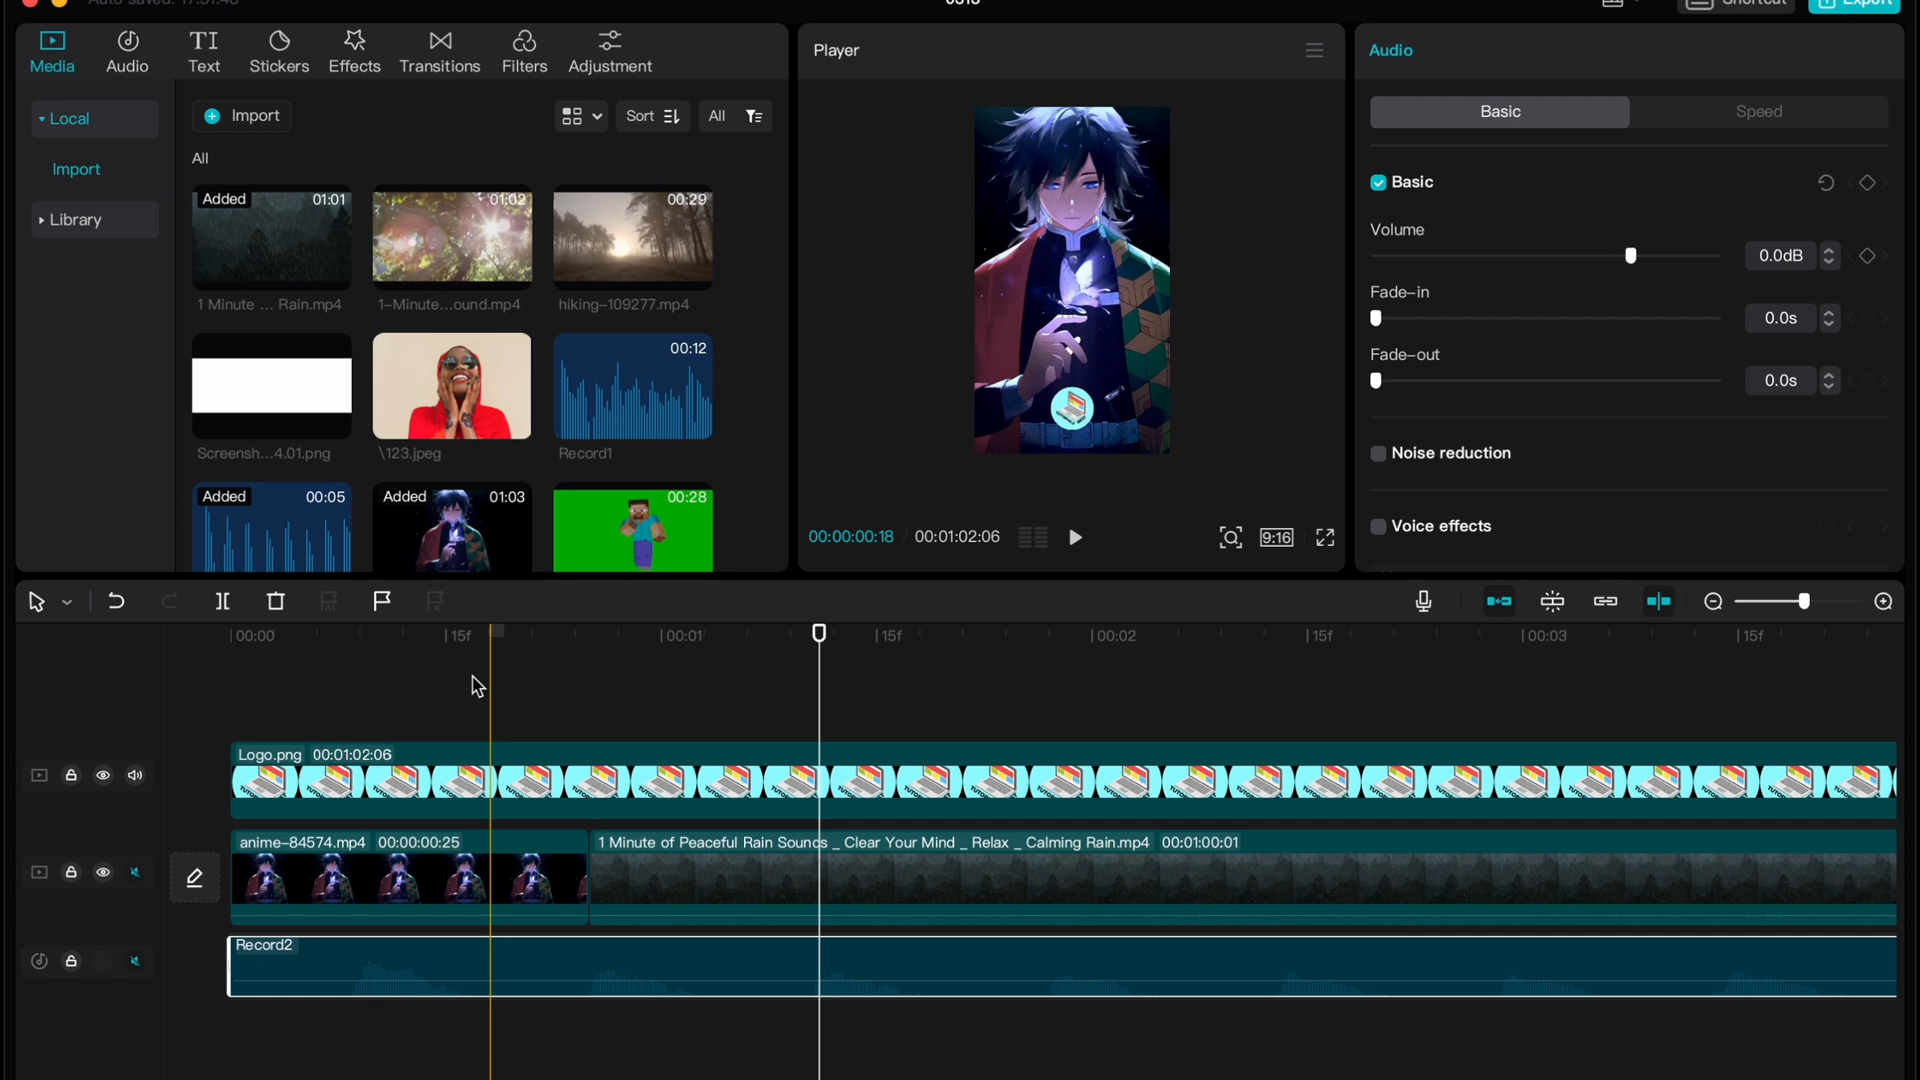 Media
Audio
Text
Stickers
Effects
Transitions
Filters
Adjustment
Local
Import
Library
Import
Sort
All
All
Added 01:01
1 Minute ... Rain.mp4
01:02
1-Minute...ound.mp4
00:29
hiking-109277.mp4
Screensh...4.01.png
\123.jpeg
00:12
Record1
Added 00:05
Added 01:03
00:28
Player
00:00:00:18 / 00:01:02:06
9:16
Audio
Basic
Speed
Basic
Volume
0.0dB
Fade-in
0.0s
Fade-out
0.0s
Noise reduction
Voice effects
00:00
15f
00:01
15f
00:02
15f
00:03
15f
Logo.png 00:01:02:06
anime-84574.mp4 00:00:00:25
1 Minute of Peaceful Rain Sounds _ Clear Your Mind _ Relax _ Calming Rain.mp4 00:01:00:01
Record2